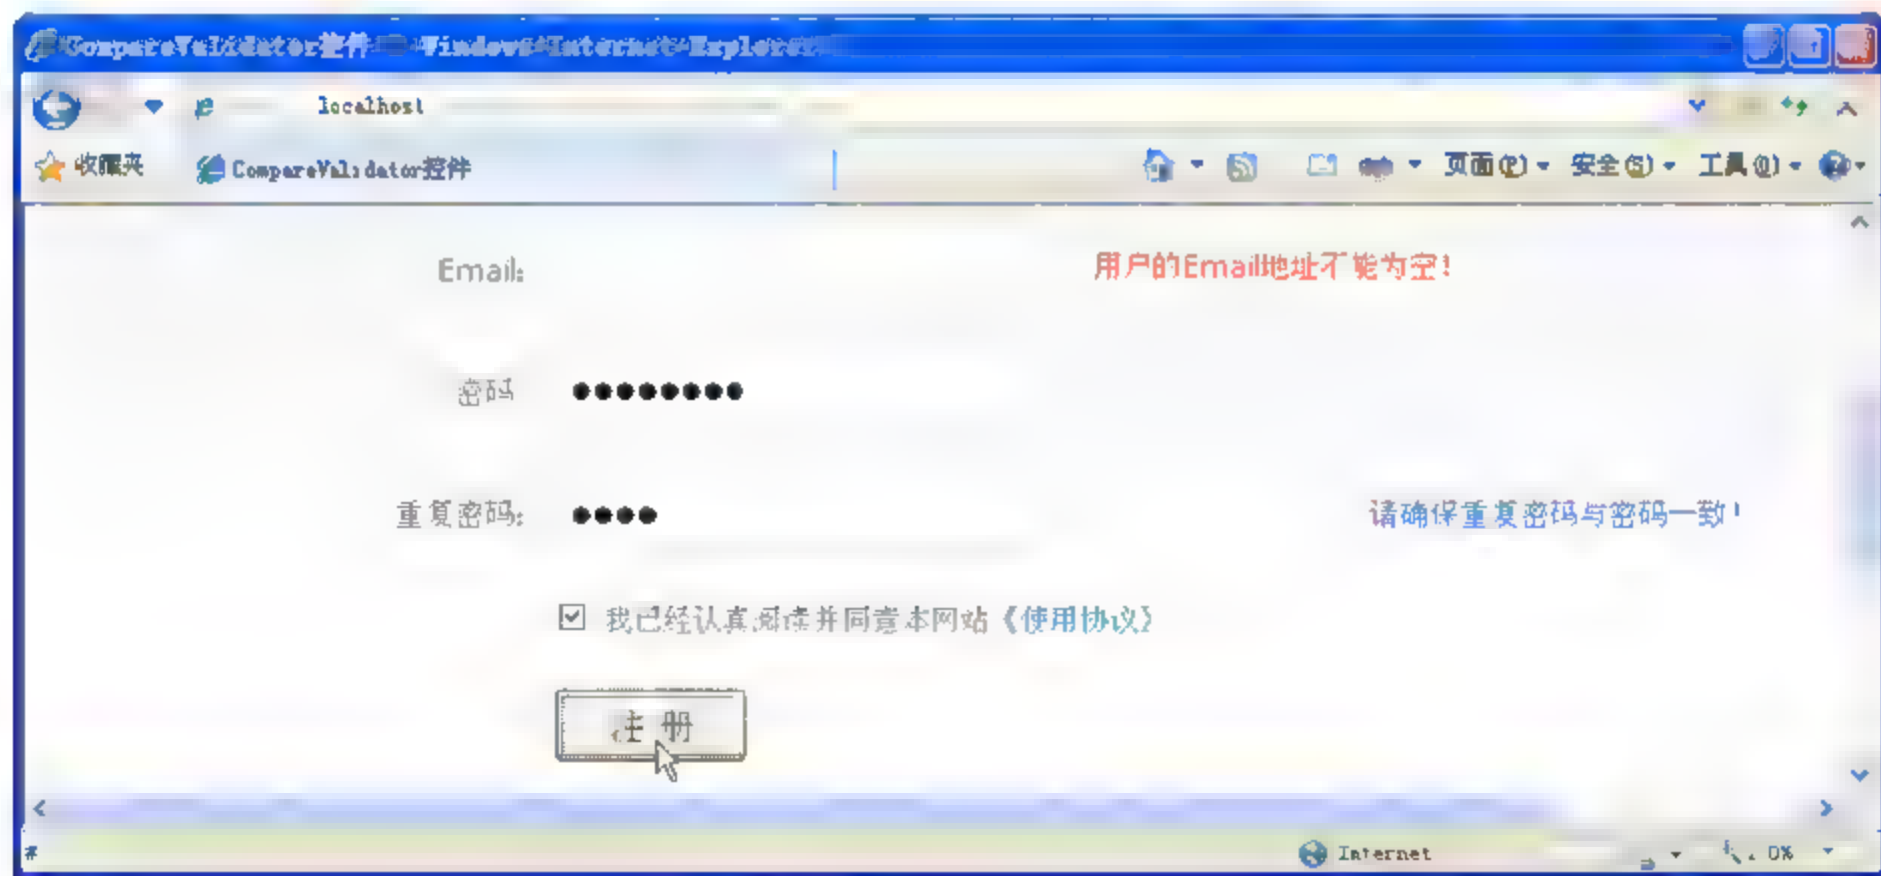 CompareValidator控件 - Windows Internet Explorer
localhost
收藏夹 CompareValidator控件 页面(P) 安全(S) 工具(O)
Email: 用户的Email地址不能为空!
密码 ●●●●●●●●
重复密码: ●●●● 请确保重复密码与密码一致!
我已经认真阅读并同意本网站《使用协议》
注 册
# Internet